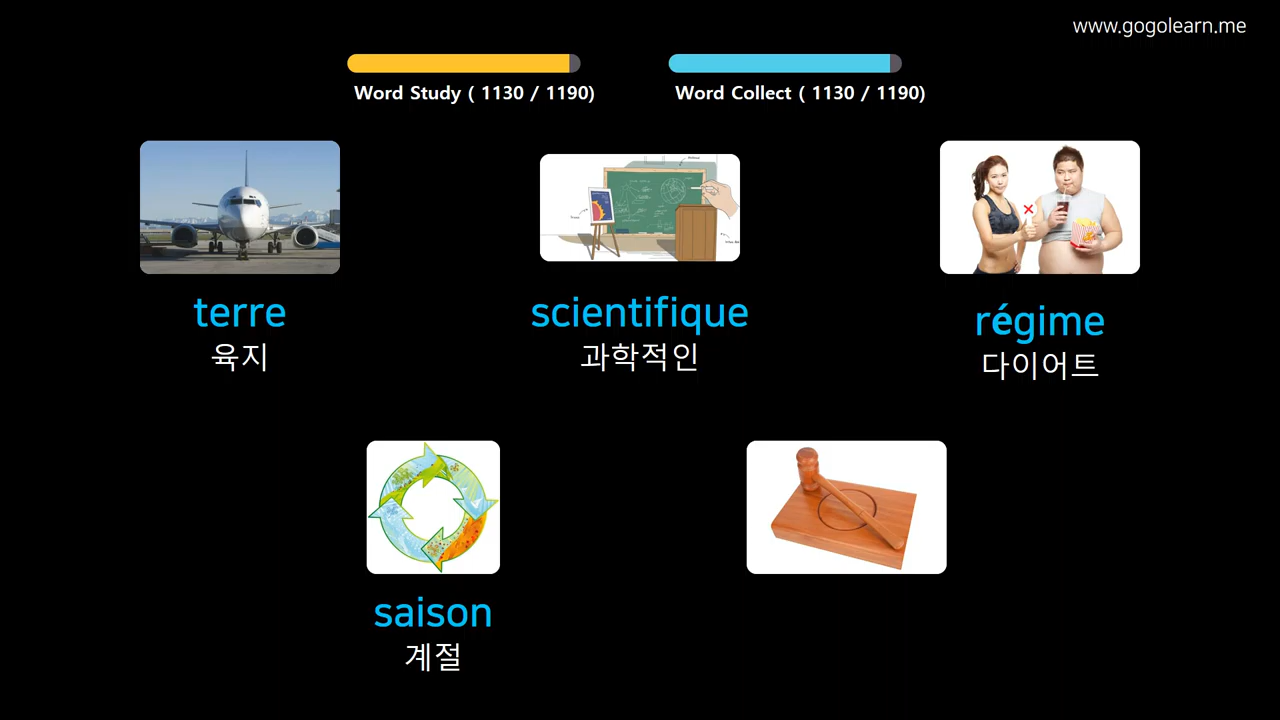 www.gogolearn.me
Word Study ( 1130 / 1190)
Word Collect ( 1130 / 1190)
terre
육지
scientifique
과학적인
régime
다이어트
saison
계절